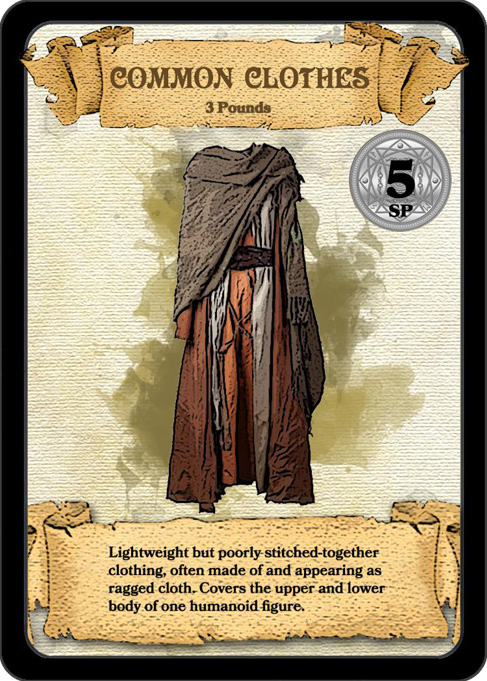 COMMON CLOTHES
3 Pounds
5
SP
Lightweight but poorly stitched-together
clothing, often made of and appearing as
ragged cloth. Covers the upper and lower
body of one humanoid figure.